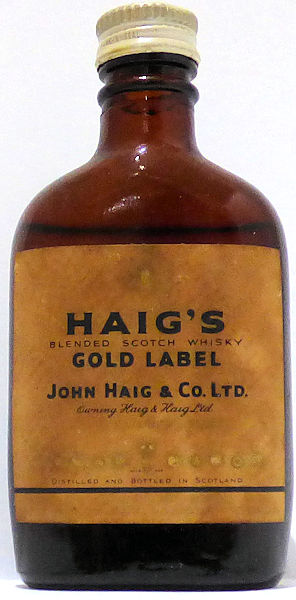 HAIG'S
BLENDED SCOTCH WHISKY
GOLD LABEL
JOHN HAIG & CO. LTD.
Owning Haig & Haig Ltd.
DISTILLED AND BOTTLED IN SCOTLAND